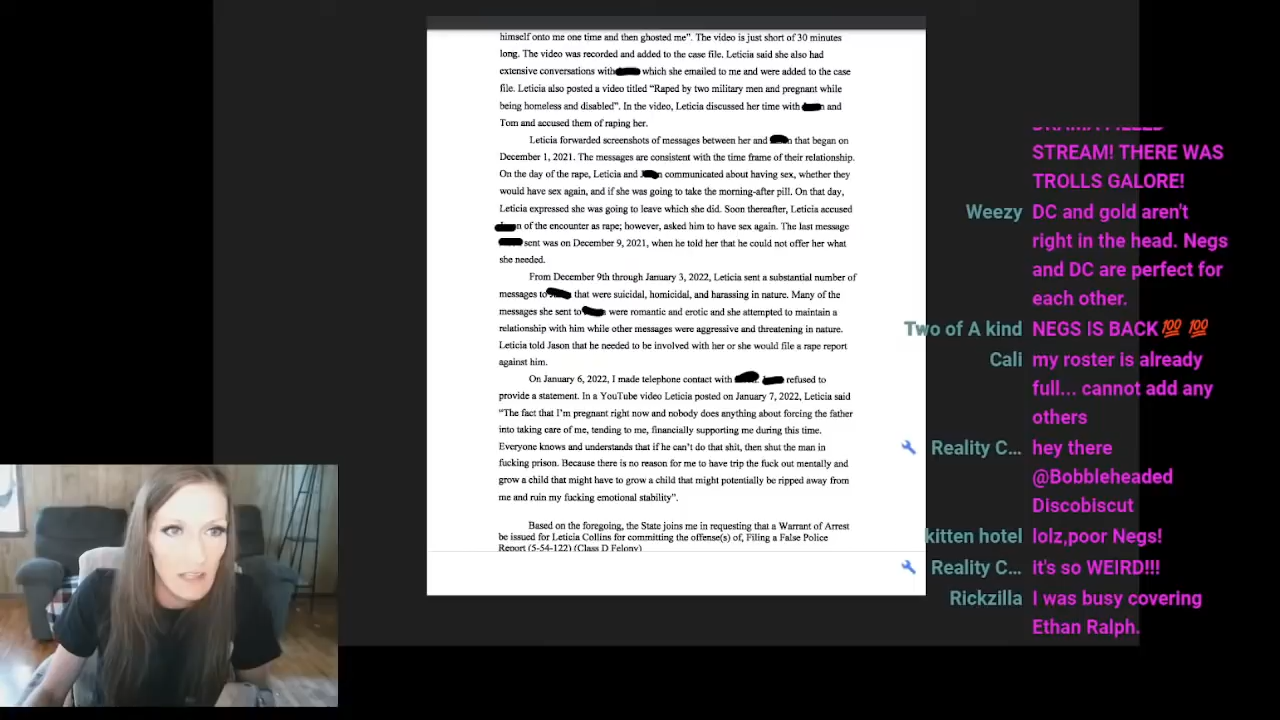 himself onto me one time and then ghosted me". The video is just short of 30 minutes
long. The video was recorded and added to the case file. Leticia said she also had
extensive conversations with which she emailed to me and were added to the case
file. Leticia also posted a video titled "Raped by two military men and pregnant while
being homeless and disabled". In the video, Leticia discussed her time with n and
Tom and accused them of raping her.
Leticia forwarded screenshots of messages between her and n that began on
December 1, 2021. The messages are consistent with the time frame of their relationship.
On the day of the rape, Leticia and J n communicated about having sex, whether they
would have sex again, and if she was going to take the morning-after pill. On that day,
Leticia expressed she was going to leave which she did. Soon thereafter, Leticia accused
n of the encounter as rape; however, asked him to have sex again. The last message
sent was on December 9, 2021, when he told her that he could not offer her what
she needed.
From December 9th through January 3, 2022, Leticia sent a substantial number of
messages to that were suicidal, homicidal, and harassing in nature. Many of the
messages she sent to were romantic and erotic and she attempted to maintain a
relationship with him while other messages were aggressive and threatening in nature.
Leticia told Jason that he needed to be involved with her or she would file a rape report
against him.
On January 6, 2022, I made telephone contact with refused to
provide a statement. In a YouTube video Leticia posted on January 7, 2022, Leticia said
"The fact that I'm pregnant right now and nobody does anything about forcing the father
into taking care of me, tending to me, financially supporting me during this time.
Everyone knows and understands that if he can't do that shit, then shut the man in
fucking prison. Because there is no reason for me to have trip the fuck out mentally and
grow a child that might have to grow a child that might potentially be ripped away from
me and ruin my fucking emotional stability".
Based on the foregoing, the State joins me in requesting that a Warrant of Arrest
be issued for Leticia Collins for committing the offense(s) of, Filing a False Police
Report (5-54-122) (Class D Felony)
DRAMA FILLED
STREAM! THERE WAS
TROLLS GALORE!
Weezy DC and gold aren't
right in the head. Negs
and DC are perfect for
each other.
Two of A kind NEGS IS BACK💯 💯
Cali my roster is already
full... cannot add any
others
Reality C... hey there
@Bobbleheaded
Discobiscut
kitten hotel lolz,poor Negs!
Reality C... it's so WEIRD!!!
Rickzilla I was busy covering
Ethan Ralph.